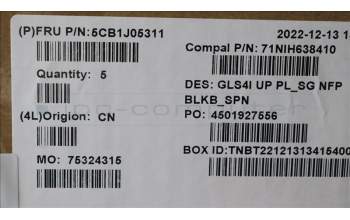 (P)FRU P/N:5CB1J05311
2022-12-13 1
Compal P/N: 71NIH638410
Quantity: 5
DES: GLS4I UP PL_SG NFP
BLKB_SPN
(4L)Origion: CN
PO: 4501927556
MO: 75324315
BOX ID:TNBT22121313415400